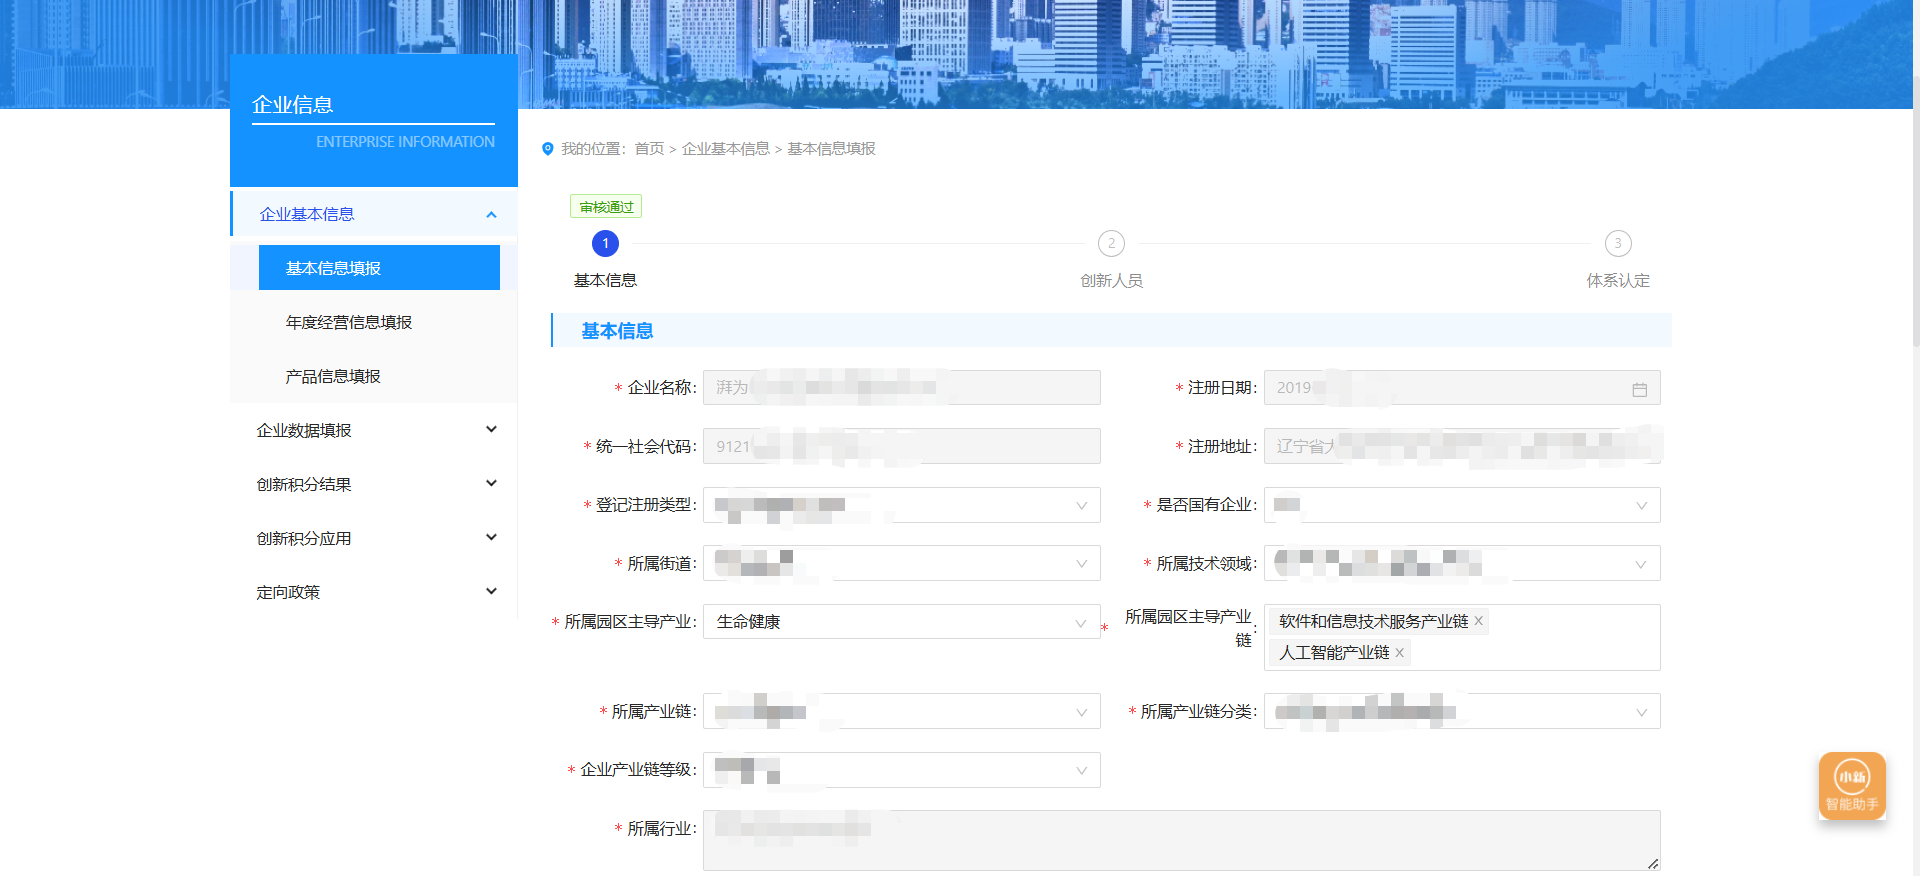 企业信息
ENTERPRISE INFORMATION
我的位置: 首页 > 企业基本信息 > 基本信息填报
企业基本信息
基本信息填报
年度经营信息填报
产品信息填报
企业数据填报
创新积分结果
创新积分应用
定向政策
审核通过
1
2
3
基本信息
创新人员
体系认定
基本信息
* 企业名称: 湃为
* 注册日期: 2019
* 统一社会代码: 9121
* 注册地址: 辽宁省大
* 登记注册类型:
* 是否国有企业:
* 所属街道:
* 所属技术领域:
* 所属园区主导产业: 生命健康
* 所属园区主导产业
链:
软件和信息技术服务产业链 ×
人工智能产业链 ×
* 所属产业链:
* 所属产业链分类:
* 企业产业链等级:
* 所属行业:
小新
智能助手